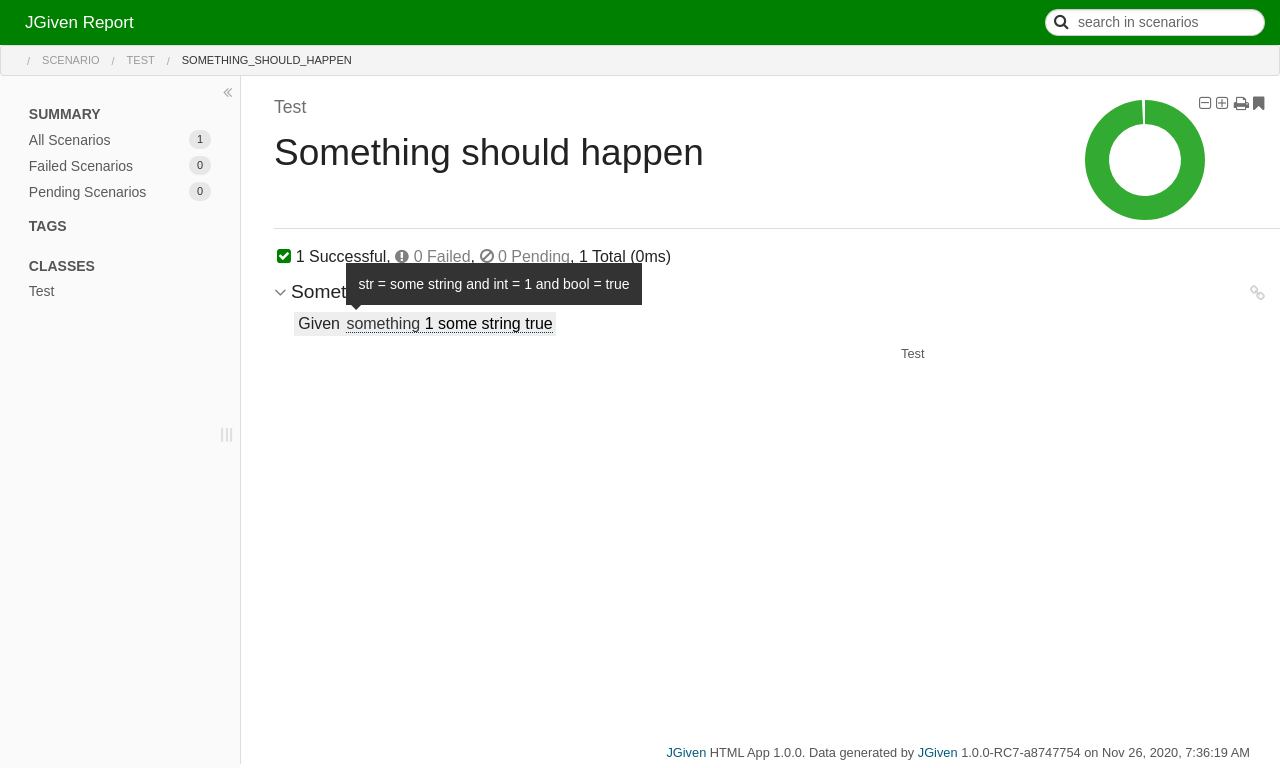 JGiven Report
search in scenarios
/ SCENARIO / TEST / SOMETHING_SHOULD_HAPPEN
SUMMARY
All Scenarios 1
Failed Scenarios 0
Pending Scenarios 0
TAGS
CLASSES
Test
Test
Something should happen
1 Successful, 0 Failed, 0 Pending, 1 Total (0ms)
str = some string and int = 1 and bool = true
Somet
Given something 1 some string true
Test
JGiven HTML App 1.0.0. Data generated by JGiven 1.0.0-RC7-a8747754 on Nov 26, 2020, 7:36:19 AM